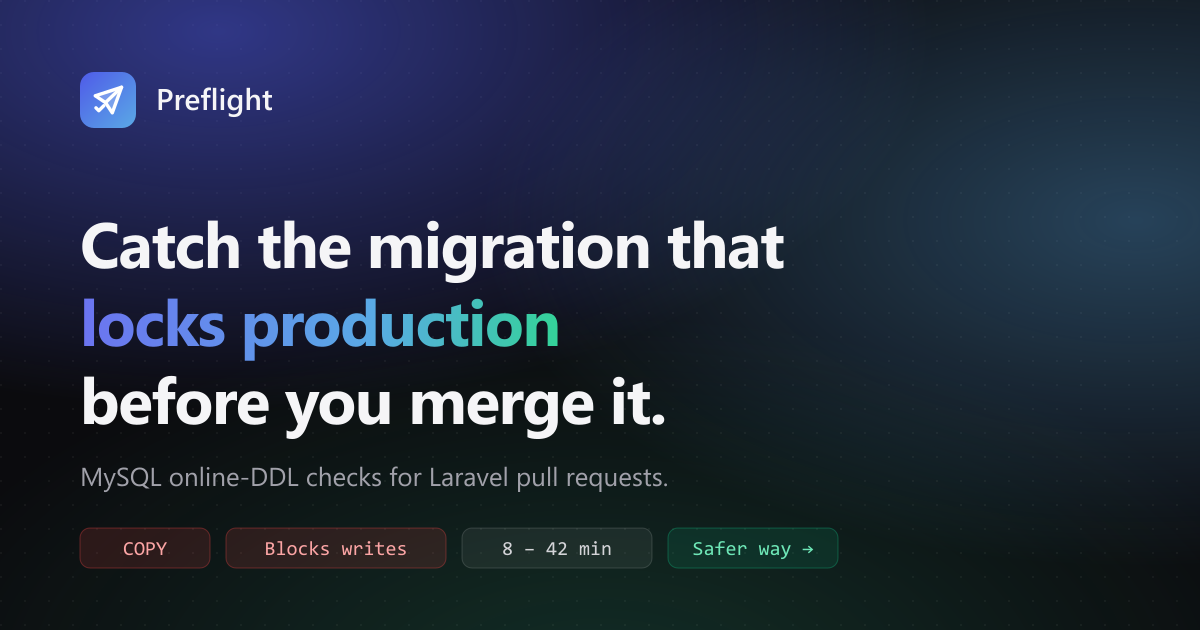 Preflight
Catch the migration that
locks production
before you merge it.
MySQL online-DDL checks for Laravel pull requests.
COPY
Blocks writes
8 – 42 min
Safer way →